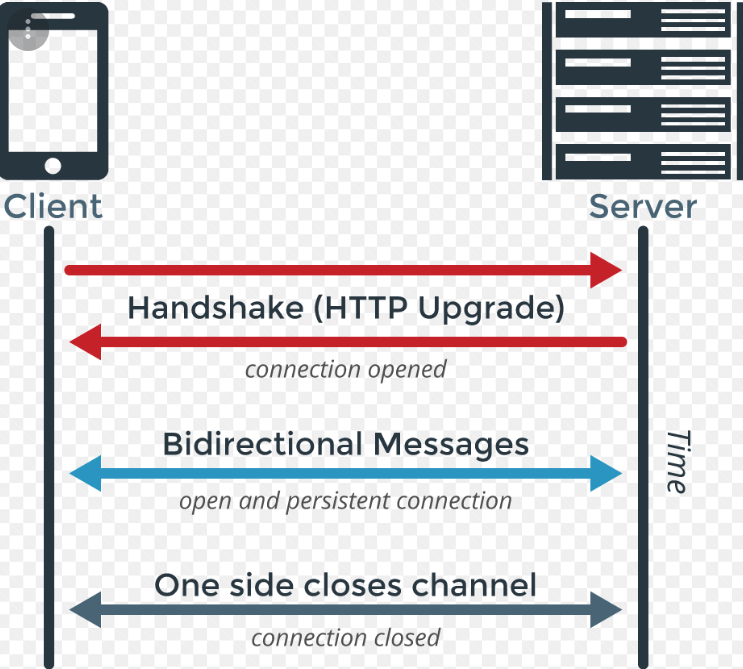 Client
Server
Handshake (HTTP Upgrade)
connection opened
Bidirectional Messages
open and persistent connection
Time
One side closes channel
connection closed